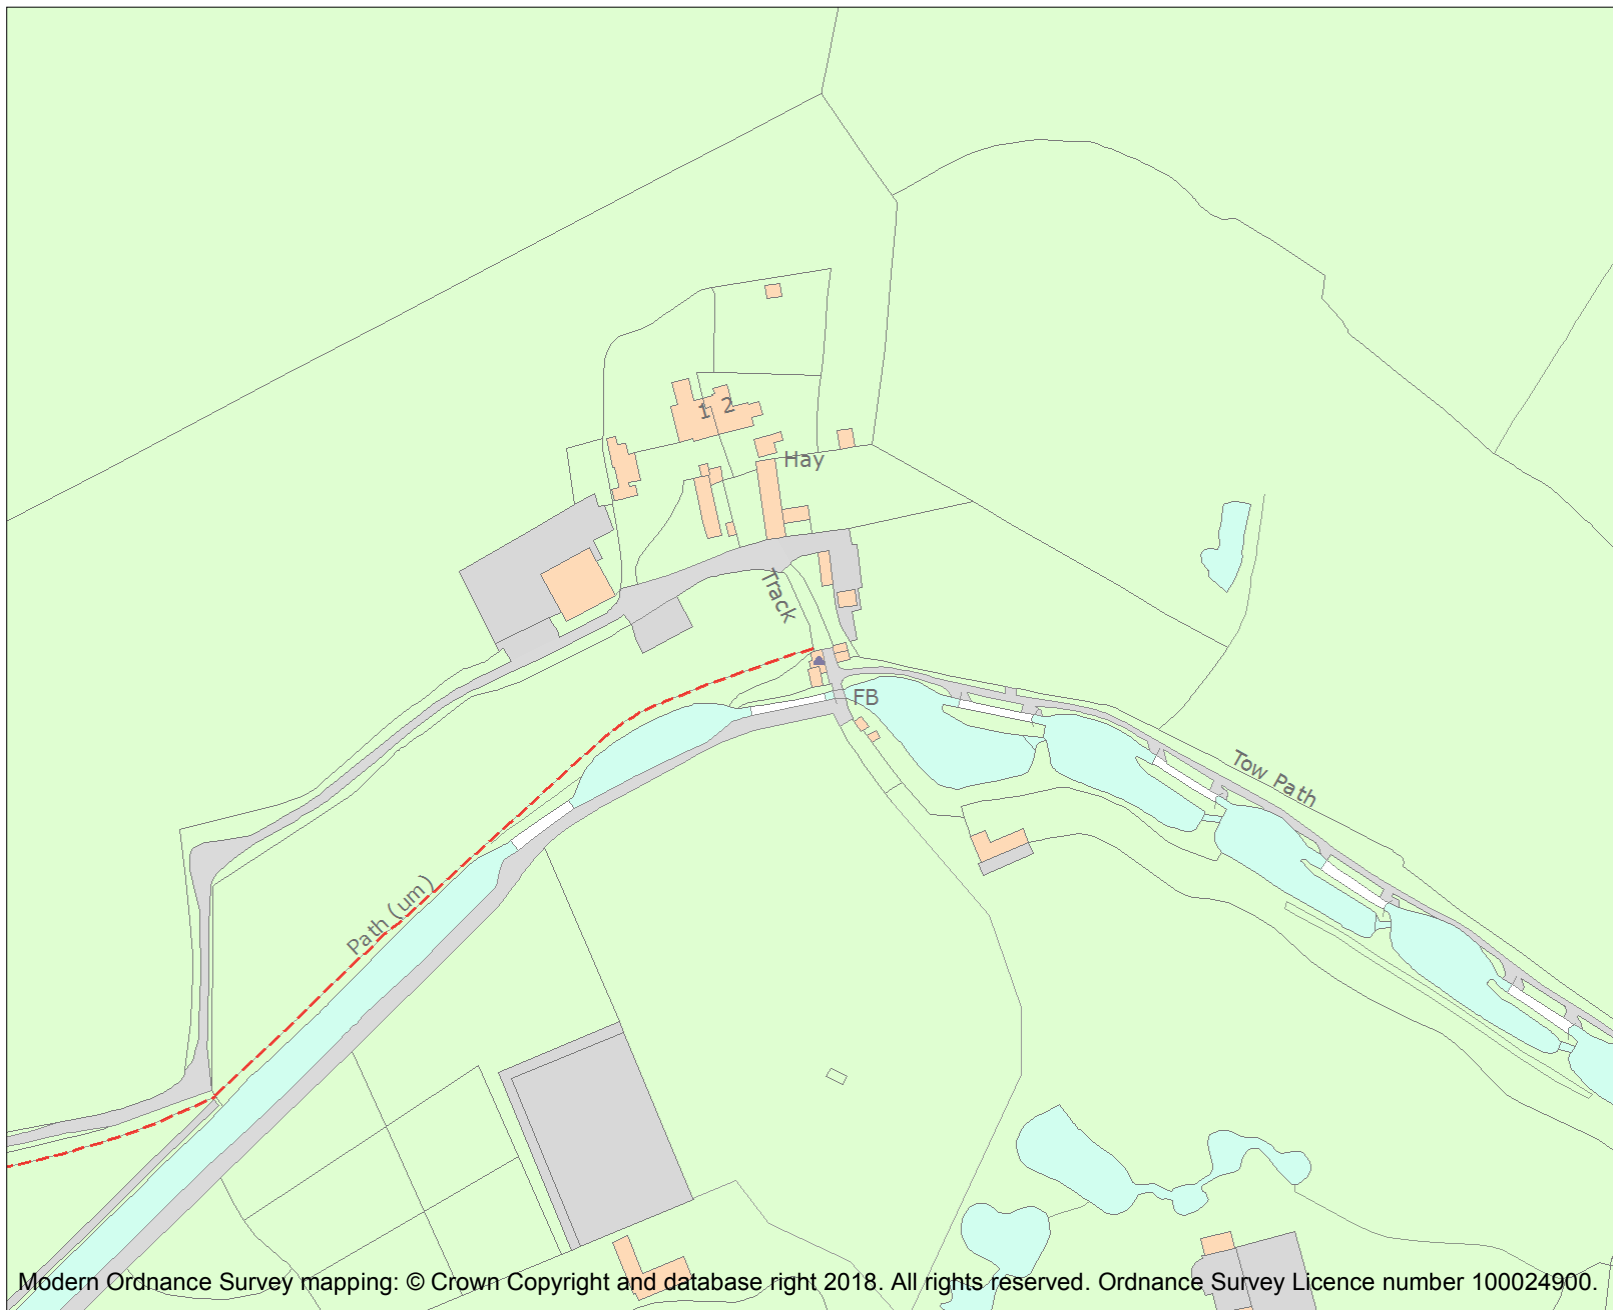 1 2
Hay
Track
FB
Tow Path
Path (um)
Modern Ordnance Survey mapping: © Crown Copyright and database right 2018. All rights reserved. Ordnance Survey Licence number 100024900.